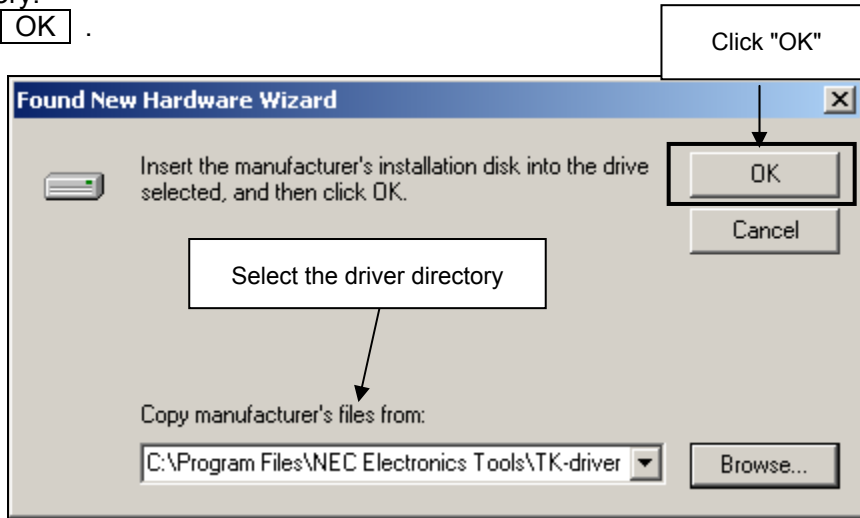 OK .
Click "OK"
Found New Hardware Wizard
Insert the manufacturer's installation disk into the drive
selected, and then click OK.
OK
Cancel
Select the driver directory
Copy manufacturer's files from:
C:\Program Files\NEC Electronics Tools\TK-driver
Browse...